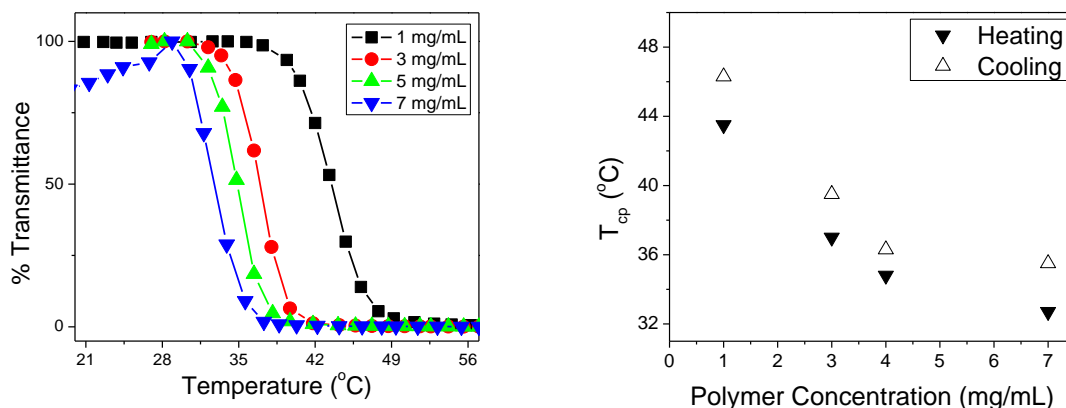 100
50
0
% Transmittance
21 28 35 42 49 56
Temperature (°C)
1 mg/mL
3 mg/mL
5 mg/mL
7 mg/mL
48
44
40
36
32
T_cp (°C)
0 1 2 3 4 5 6 7
Polymer Concentration (mg/mL)
Heating
Cooling